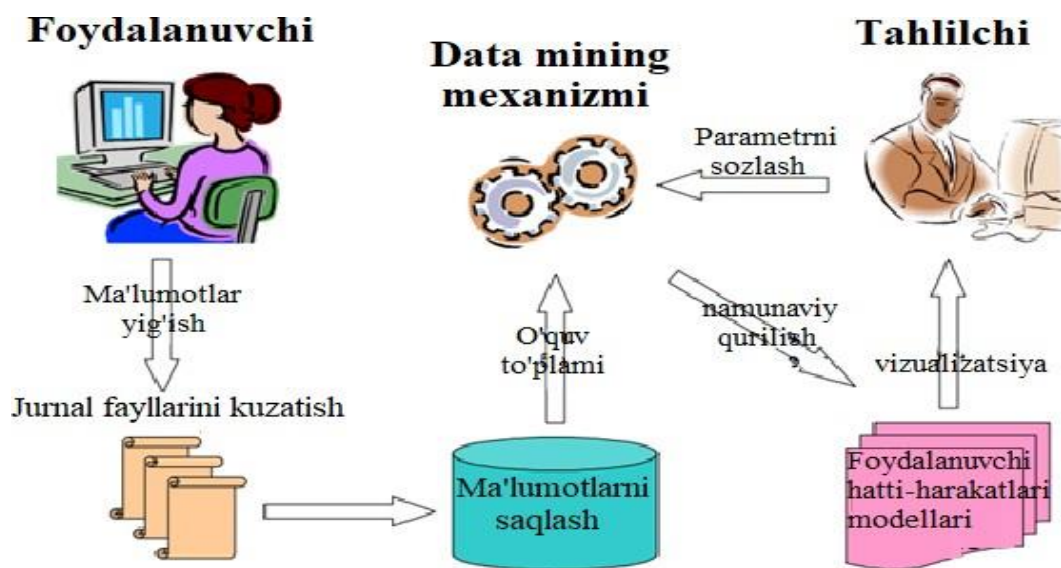 Foydalanuvchi
Data mining
mexanizmi
Tahlilchi
Parametrni
sozlash
Ma'lumotlar
yig'ish
O'quv
to'plami
namunaviy
qurilish
vizualizatsiya
Jurnal fayllarini kuzatish
Ma'lumotlarni
saqlash
Foydalanuvchi
hatti-harakatlari
modellari